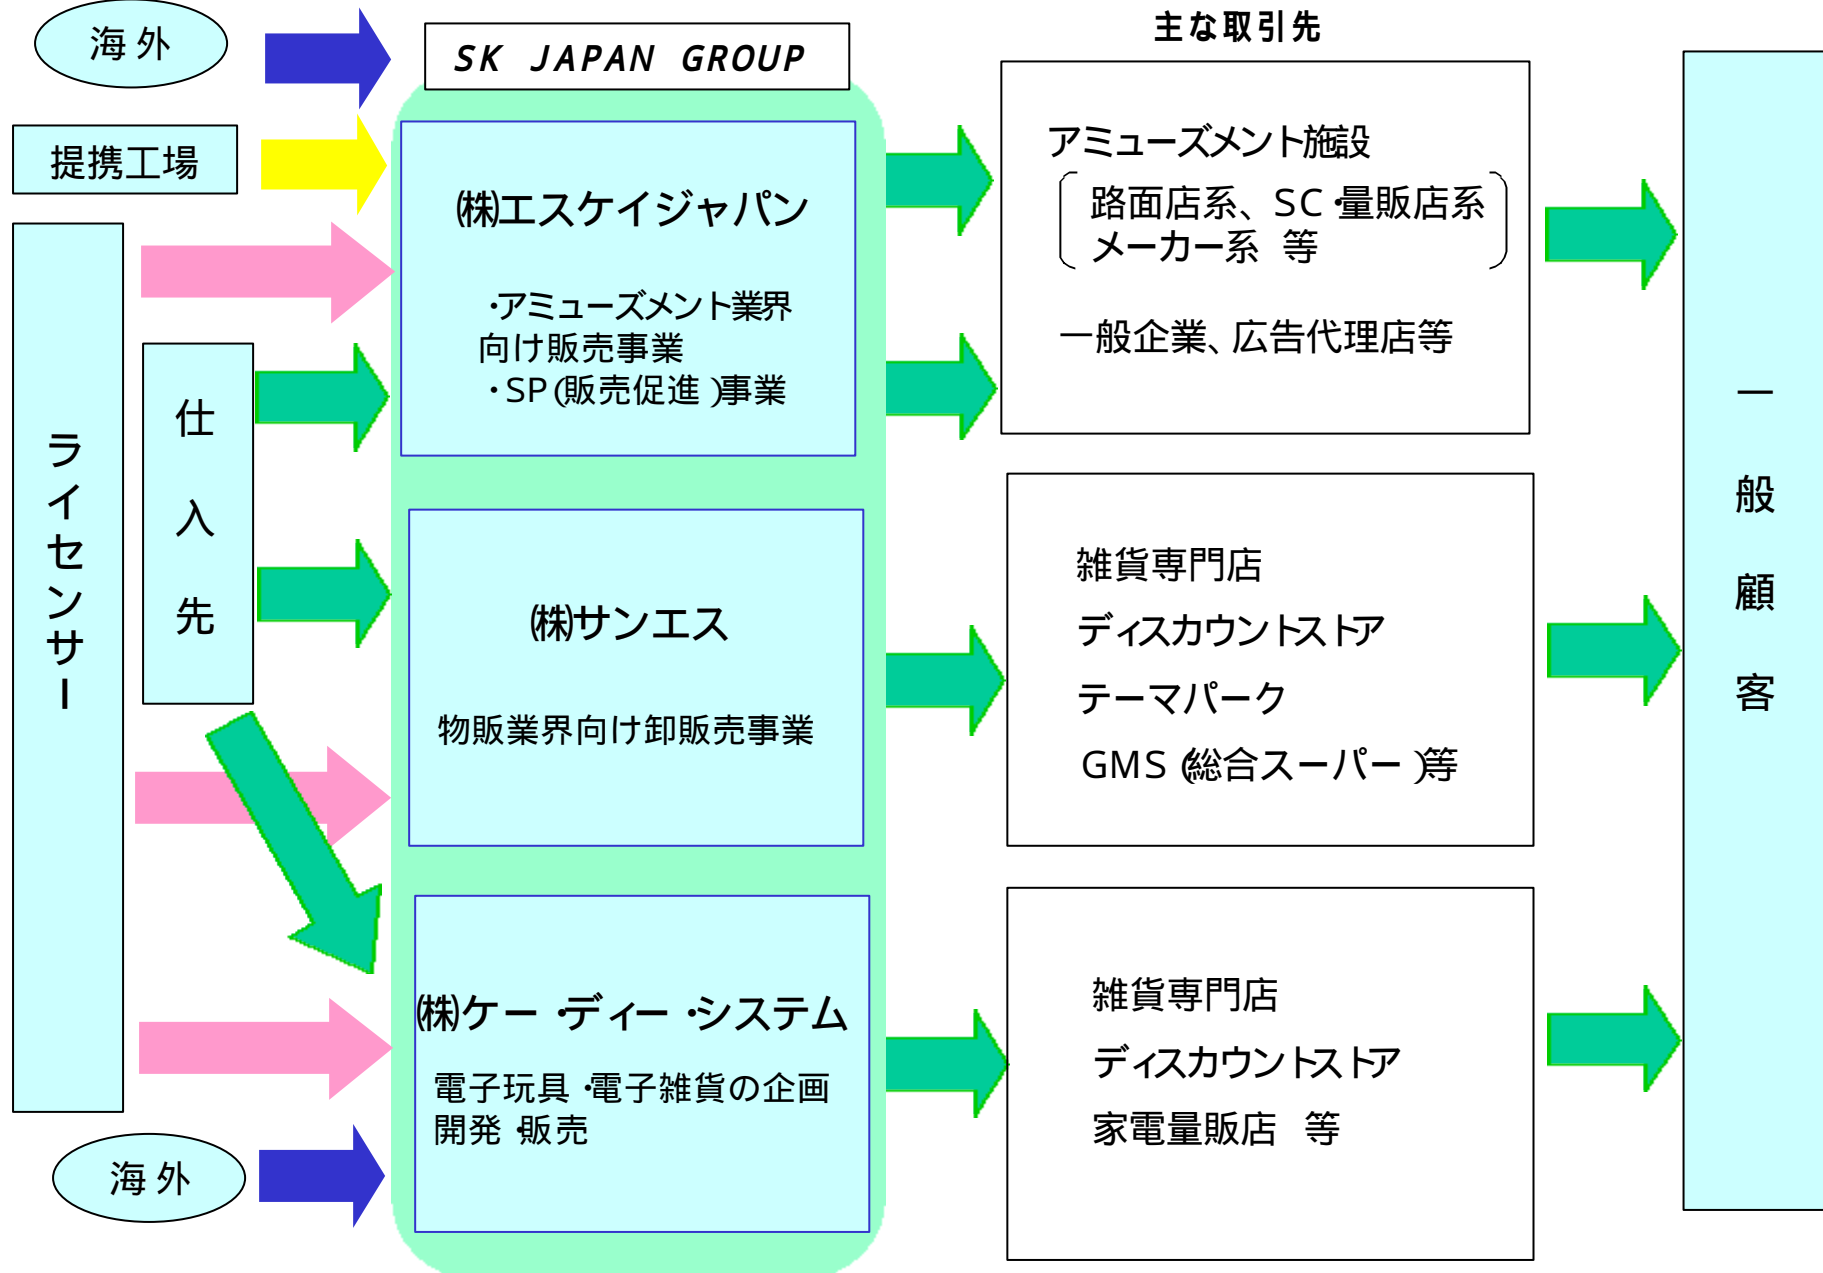 海外
SK JAPAN GROUP
主な取引先
提携工場
ライセンサー
仕入先
㈱エスケイジャパン
・アミューズメント業界
向け販売事業
・SP(販売促進)事業
㈱サンエス
物販業界向け卸販売事業
㈱ケー・ディー・システム
電子玩具・電子雑貨の企画
開発・販売
海外
アミューズメント施設
路面店系、SC・量販店系
メーカー系 等
一般企業、広告代理店等
雑貨専門店
ディスカウントストア
テーマパーク
GMS(総合スーパー)等
雑貨専門店
ディスカウントストア
家電量販店 等
一般顧客